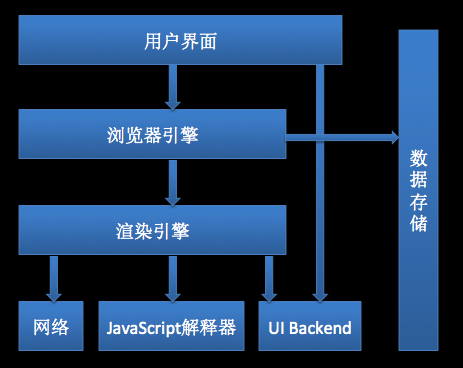 用户界面
浏览器引擎
渲染引擎
数据存储
网络
JavaScript解释器
UI Backend